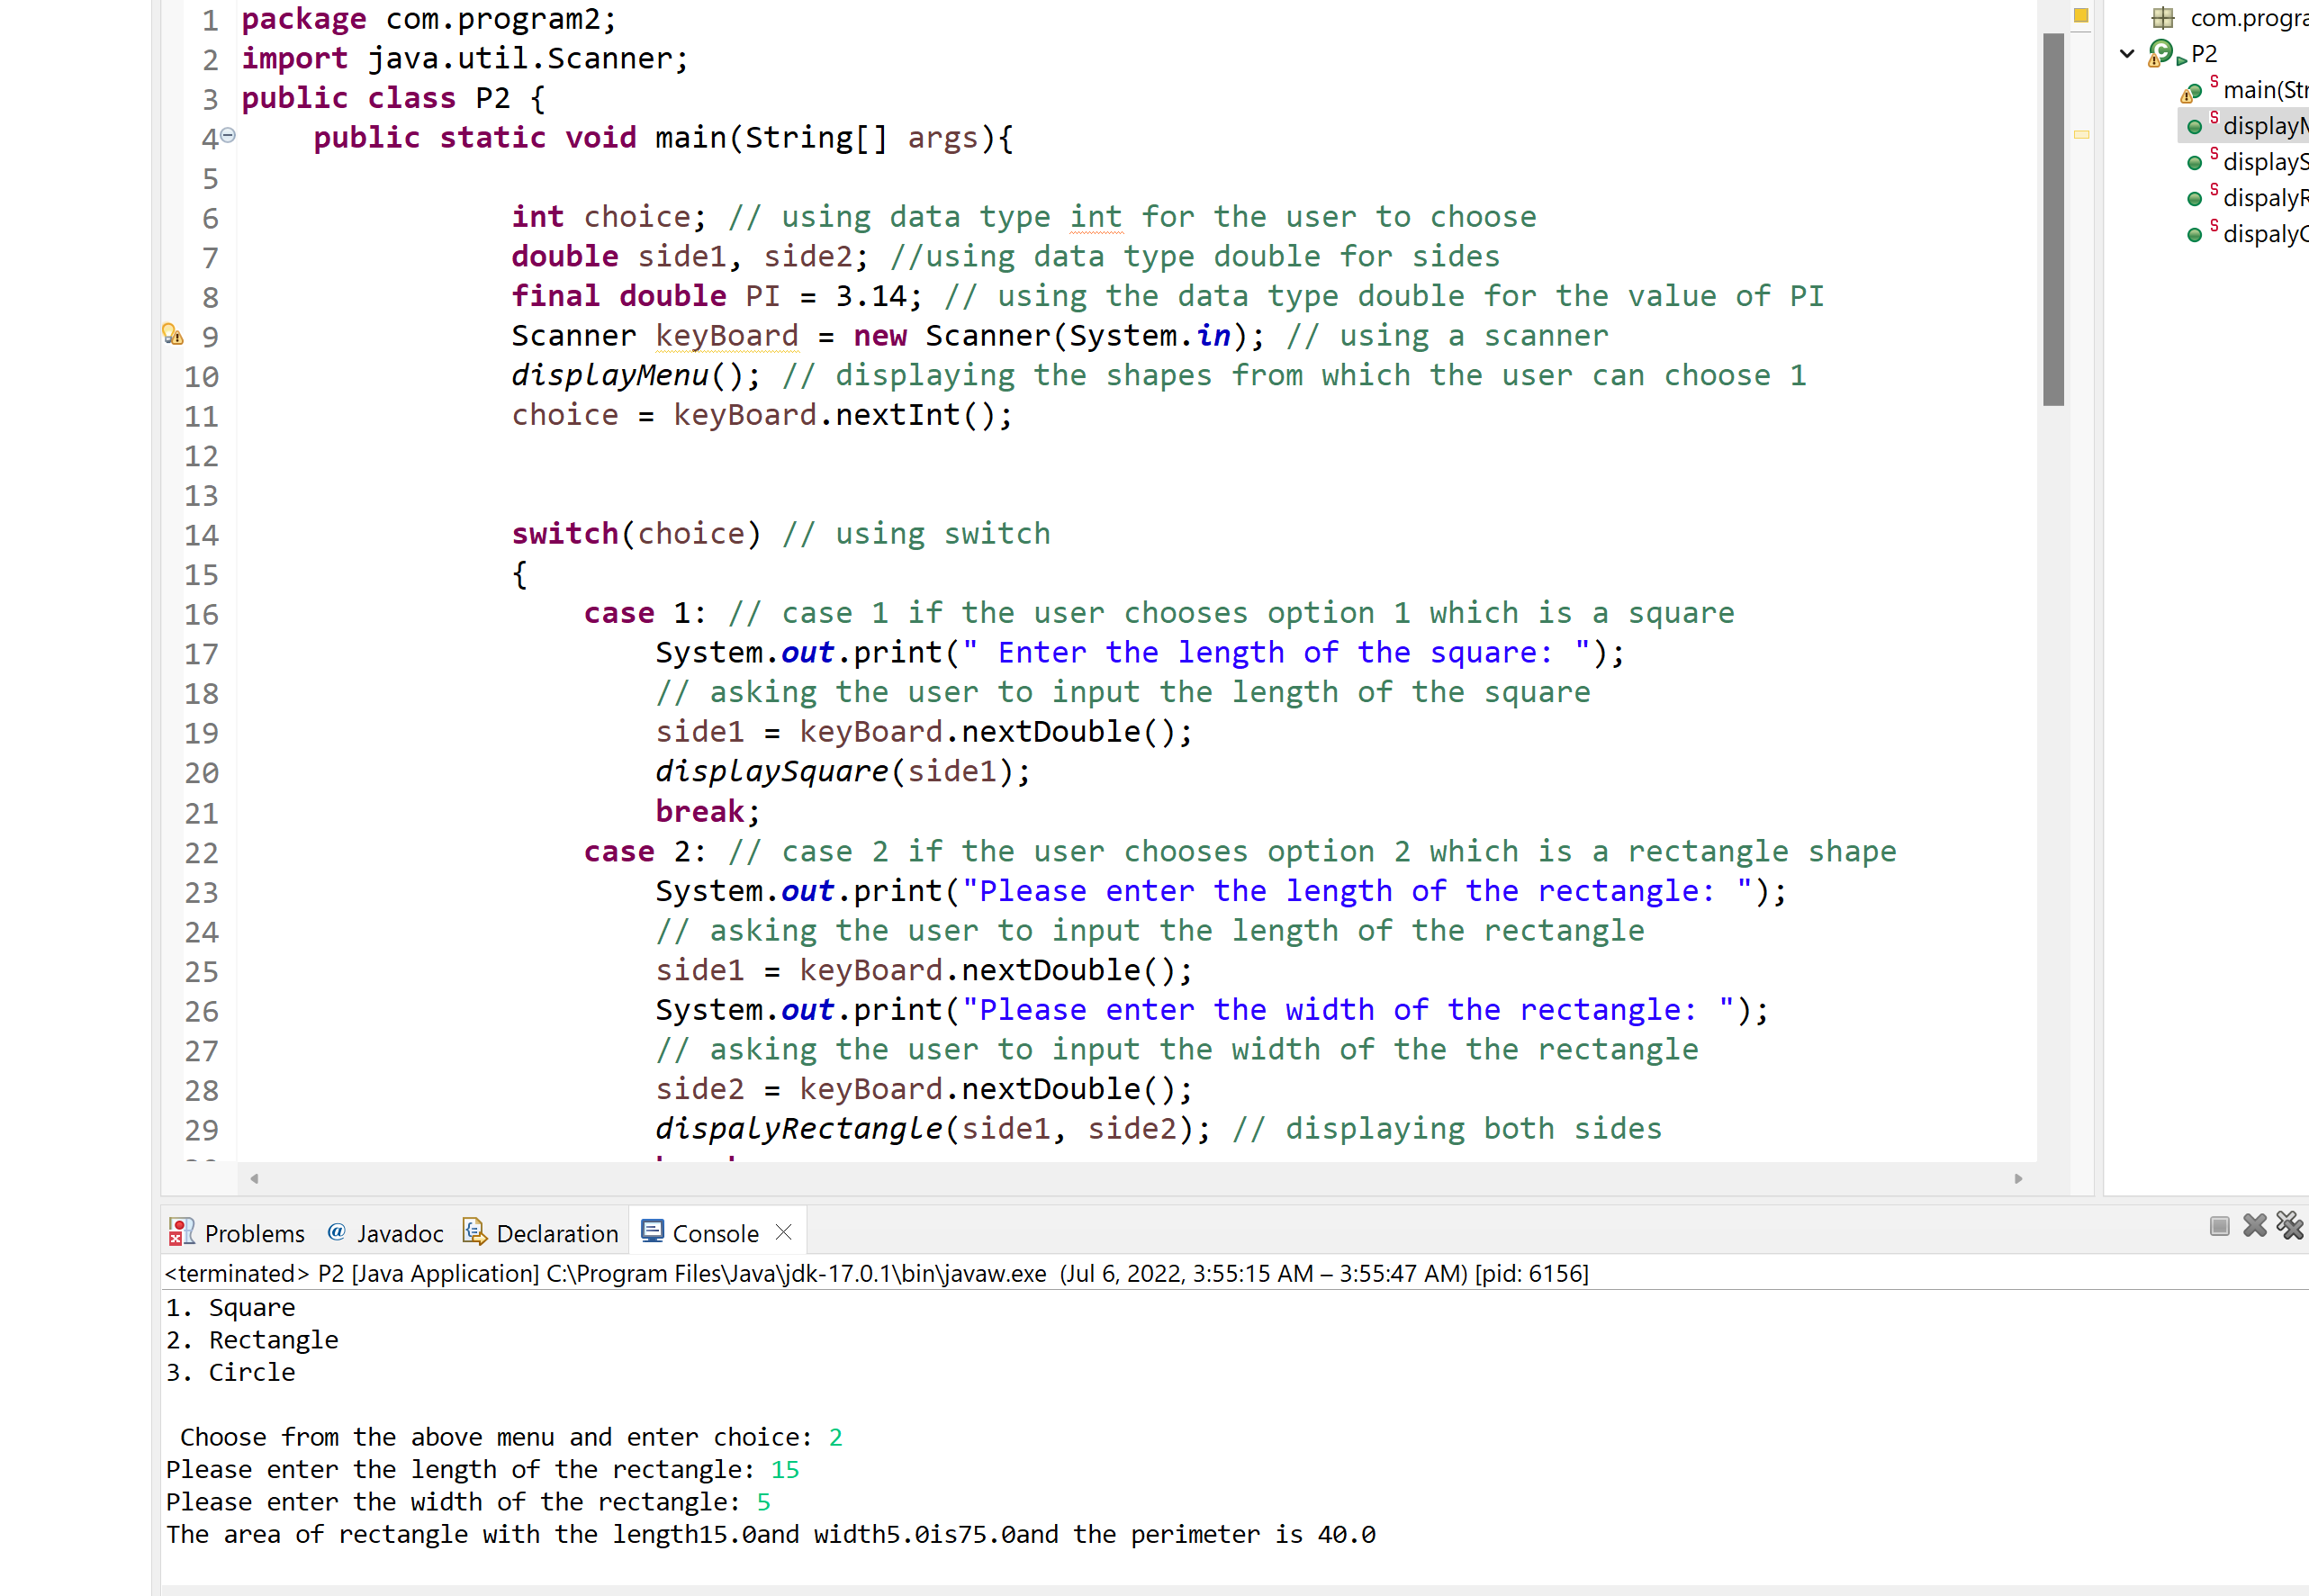 1 package com.program2;
2 import java.util.Scanner;
3 public class P2 {
4 public static void main(String[] args){
5
6 int choice; // using data type int for the user to choose
7 double side1, side2; //using data type double for sides
8 final double PI = 3.14; // using the data type double for the value of PI
9 Scanner keyBoard = new Scanner(System.in); // using a scanner
10 displayMenu(); // displaying the shapes from which the user can choose 1
11 choice = keyBoard.nextInt();
12
13
14 switch(choice) // using switch
15 {
16 case 1: // case 1 if the user chooses option 1 which is a square
17 System.out.print(" Enter the length of the square: ");
18 // asking the user to input the length of the square
19 side1 = keyBoard.nextDouble();
20 displaySquare(side1);
21 break;
22 case 2: // case 2 if the user chooses option 2 which is a rectangle shape
23 System.out.print("Please enter the length of the rectangle: ");
24 // asking the user to input the length of the rectangle
25 side1 = keyBoard.nextDouble();
26 System.out.print("Please enter the width of the rectangle: ");
27 // asking the user to input the width of the the rectangle
28 side2 = keyBoard.nextDouble();
29 dispalyRectangle(side1, side2); // displaying both sides
com.progra
P2
main(Str
displayM
displayS
dispalyR
dispalyC
Problems @ Javadoc Declaration Console
<terminated> P2 [Java Application] C:\Program Files\Java\jdk-17.0.1\bin\javaw.exe (Jul 6, 2022, 3:55:15 AM – 3:55:47 AM) [pid: 6156]
1. Square
2. Rectangle
3. Circle
Choose from the above menu and enter choice: 2
Please enter the length of the rectangle: 15
Please enter the width of the rectangle: 5
The area of rectangle with the length15.0and width5.0is75.0and the perimeter is 40.0